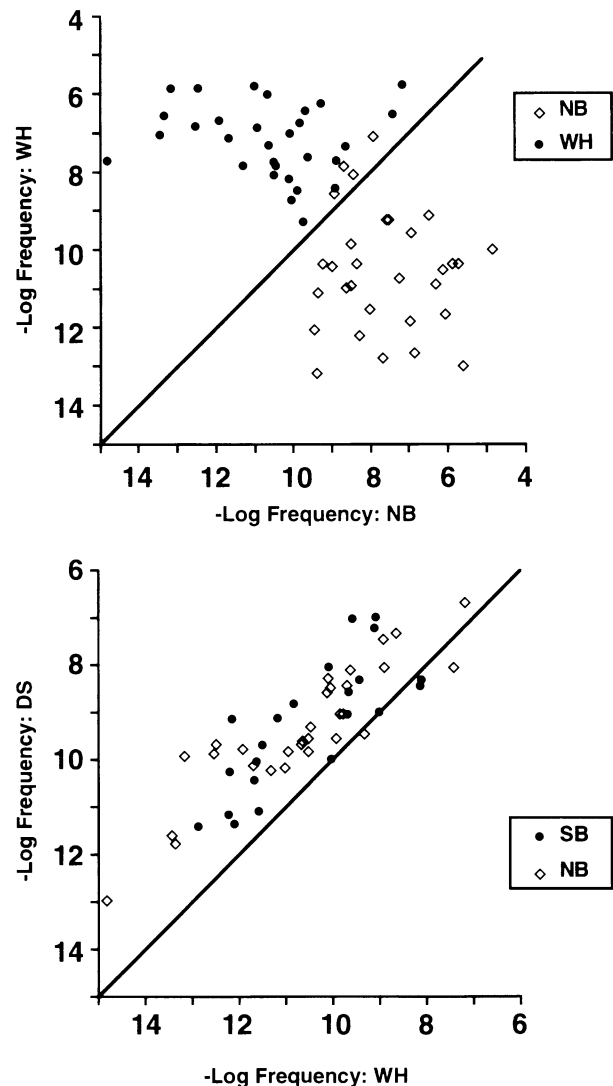 4
6
8
10
12
14
-Log Frequency: WH
NB
WH
14 12 10 8 6 4
-Log Frequency: NB
6
8
10
12
14
-Log Frequency: DS
SB
NB
14 12 10 8 6
-Log Frequency: WH